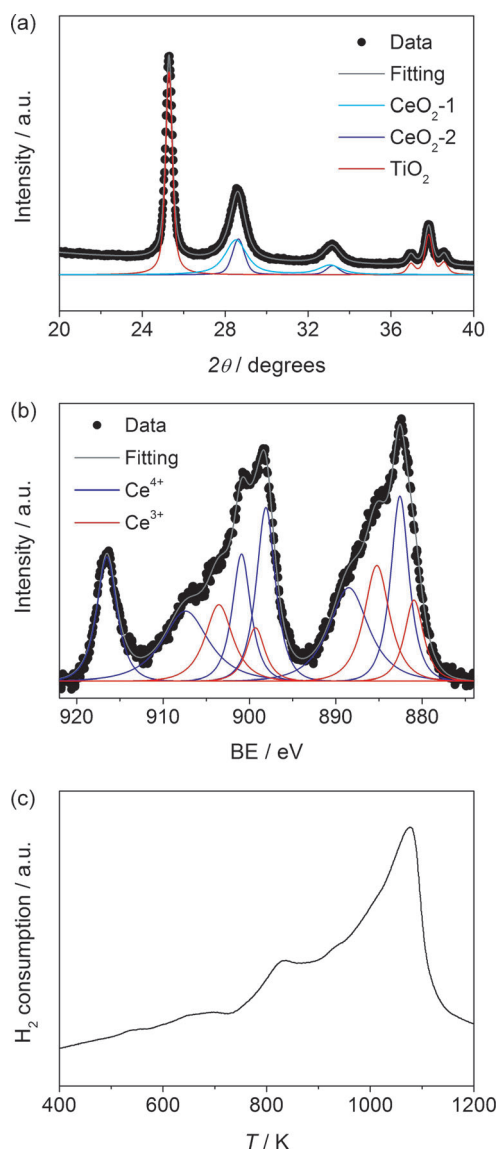 (a)
Data
Fitting
CeO₂-1
CeO₂-2
TiO₂
Intensity / a.u.
20 24 28 32 36 40
2θ / degrees
(b)
Data
Fitting
Ce⁴⁺
Ce³⁺
Intensity / a.u.
920 910 900 890 880
BE / eV
(c)
H₂ consumption / a.u.
400 600 800 1000 1200
T / K